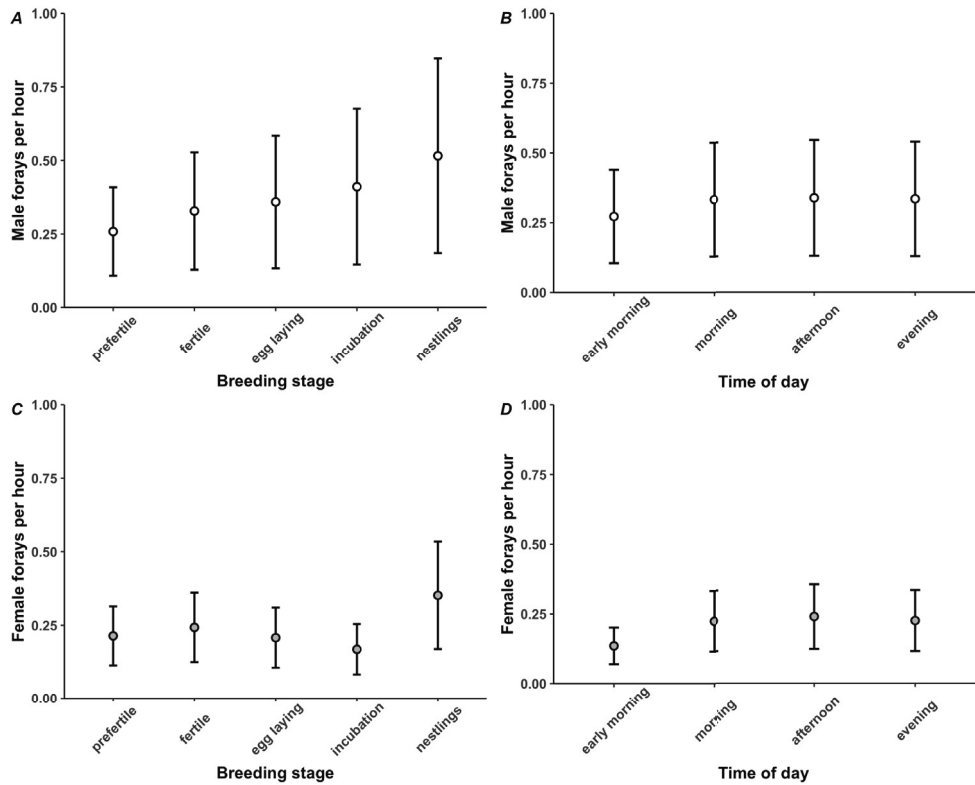 A
Male forays per hour
1.00
0.75
0.50
0.25
0.00
prefertile
fertile
egg laying
incubation
nestlings
Breeding stage
B
Male forays per hour
1.00
0.75
0.50
0.25
0.00
early morning
morning
afternoon
evening
Time of day
C
Female forays per hour
1.00
0.75
0.50
0.25
0.00
prefertile
fertile
egg laying
incubation
nestlings
Breeding stage
D
Female forays per hour
1.00
0.75
0.50
0.25
0.00
early morning
morning
afternoon
evening
Time of day